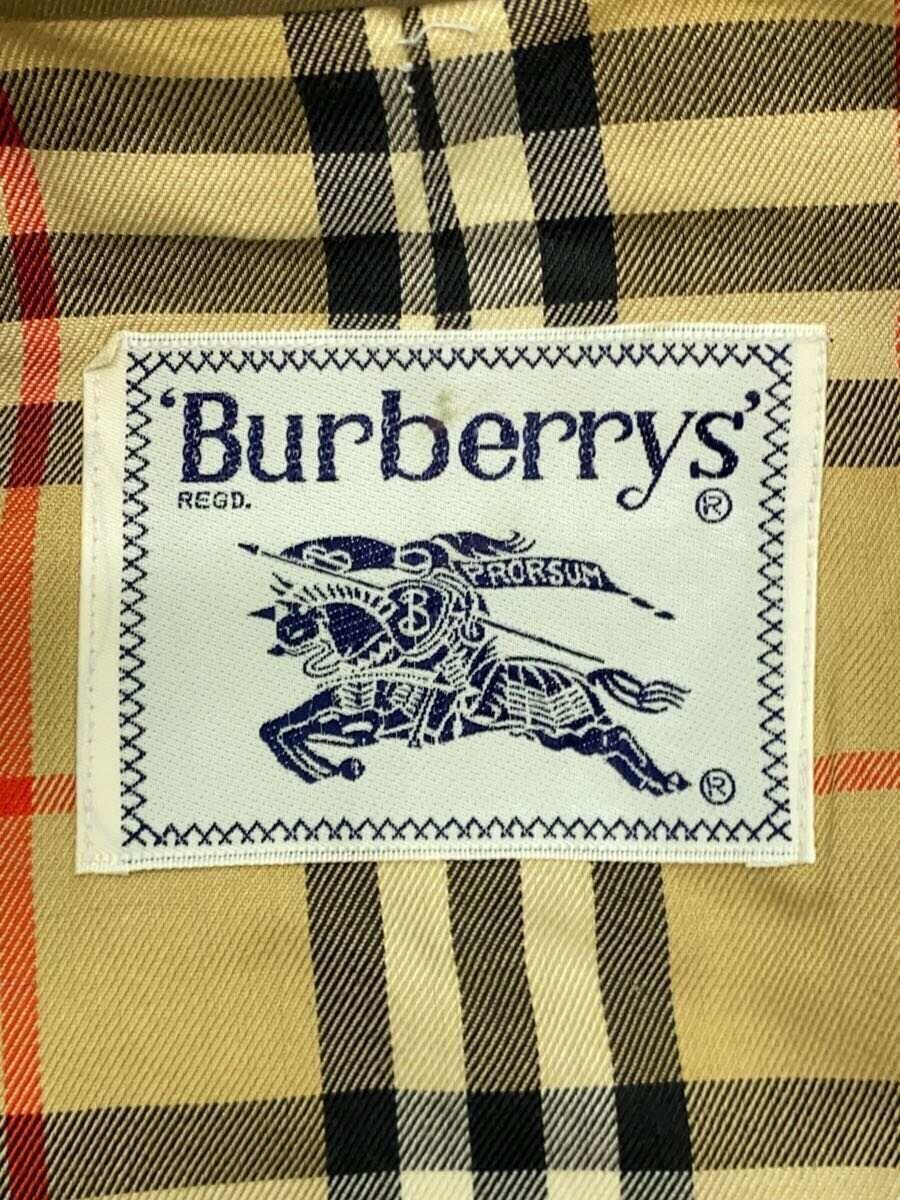 'Burberrys'
REGD.
®
PRORSUM
B
®